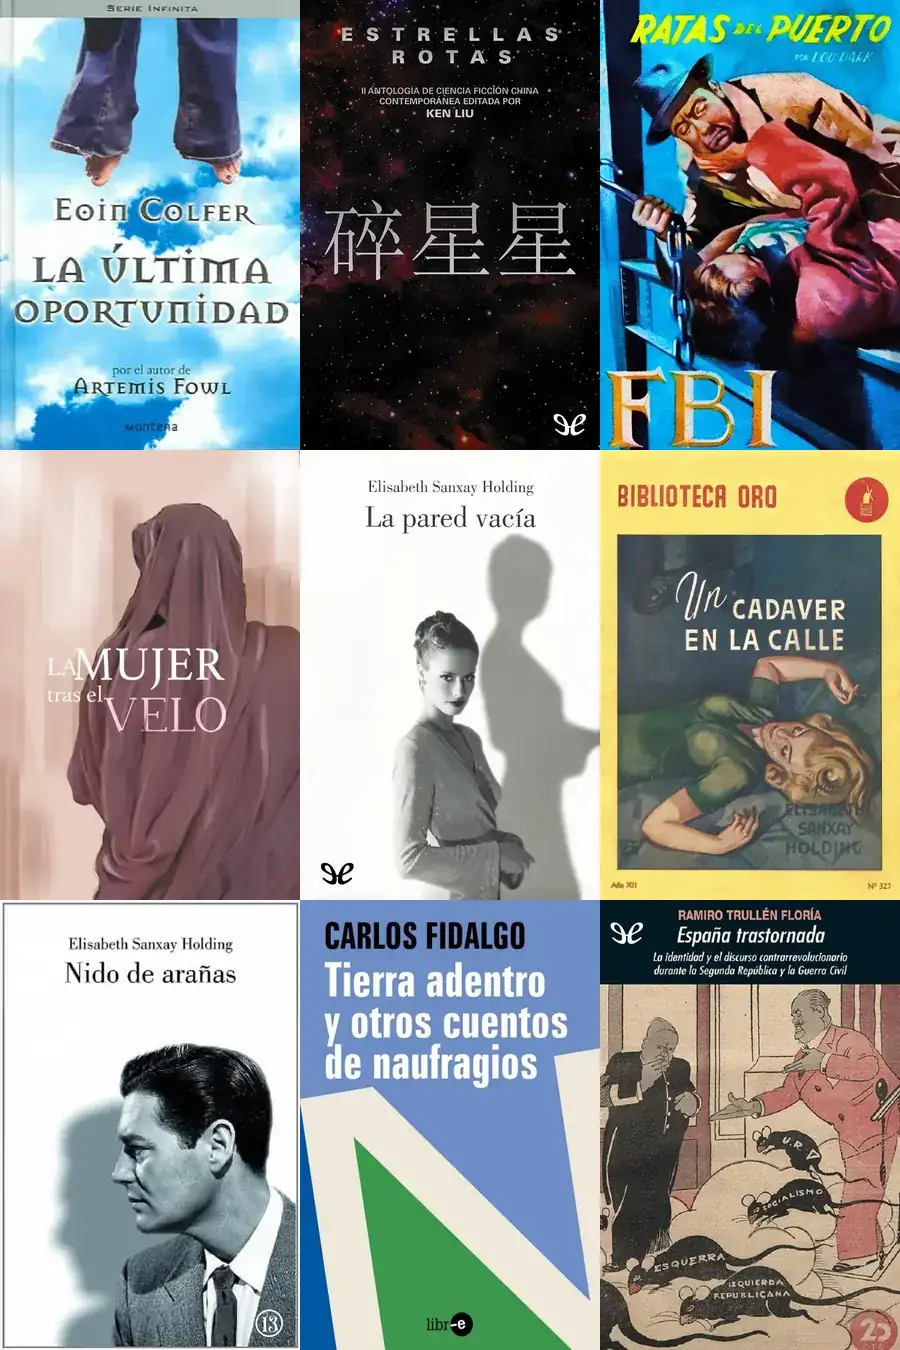 SERIE INFINITA
EOIN COLFER
LA ÚLTIMA
OPORTUNIDAD
por el autor de
ARTEMIS FOWL
montena
ESTRELLAS
ROTAS
II ANTOLOGÍA DE CIENCIA FICCIÓN CHINA
CONTEMPORÁNEA EDITADA POR
KEN LIU
碎星星
RATAS DEL PUERTO
POR LOU DARK
FBI
LA MUJER
tras el
VELO
Elisabeth Sanxay Holding
La pared vacía
BIBLIOTECA ORO
Un CADAVER
EN LA CALLE
ELISABETH
SANXAY
HOLDING
Año XII
Nº 327
Elisabeth Sanxay Holding
Nido de arañas
13
CARLOS FIDALGO
Tierra adentro
y otros cuentos
de naufragios
libr-e
RAMIRO TRULLÉN FLORÍA
España trastornada
La identidad y el discurso contrarrevolucionario
durante la Segunda República y la Guerra Civil
U.R.
SOCIALISMO
ESQUERRA
IZQUIERDA
REPUBLICANA